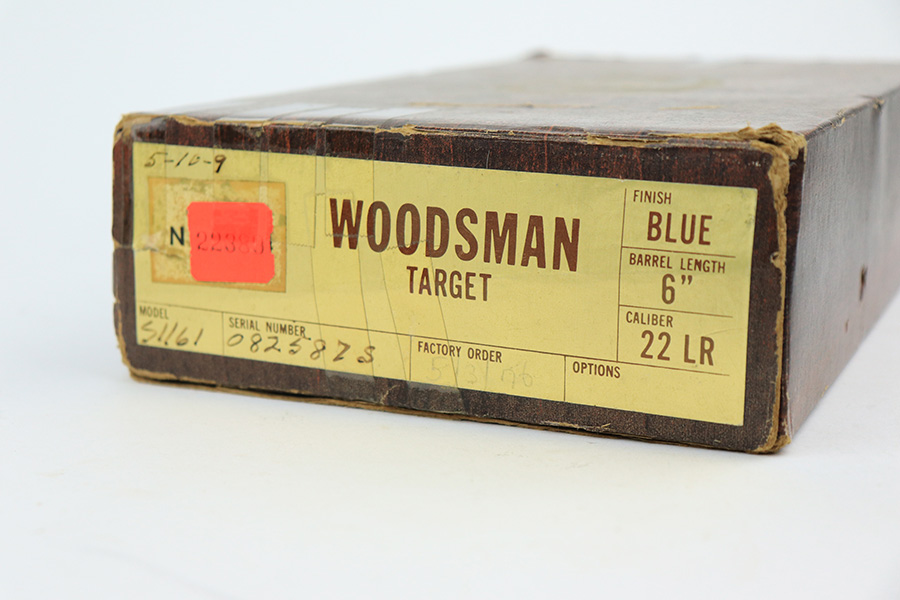 5-10-9
N
WOODSMAN
TARGET
FINISH
BLUE
BARREL LENGTH
6”
CALIBER
22 LR
MODEL
S1161
SERIAL NUMBER
082587S
FACTORY ORDER
OPTIONS